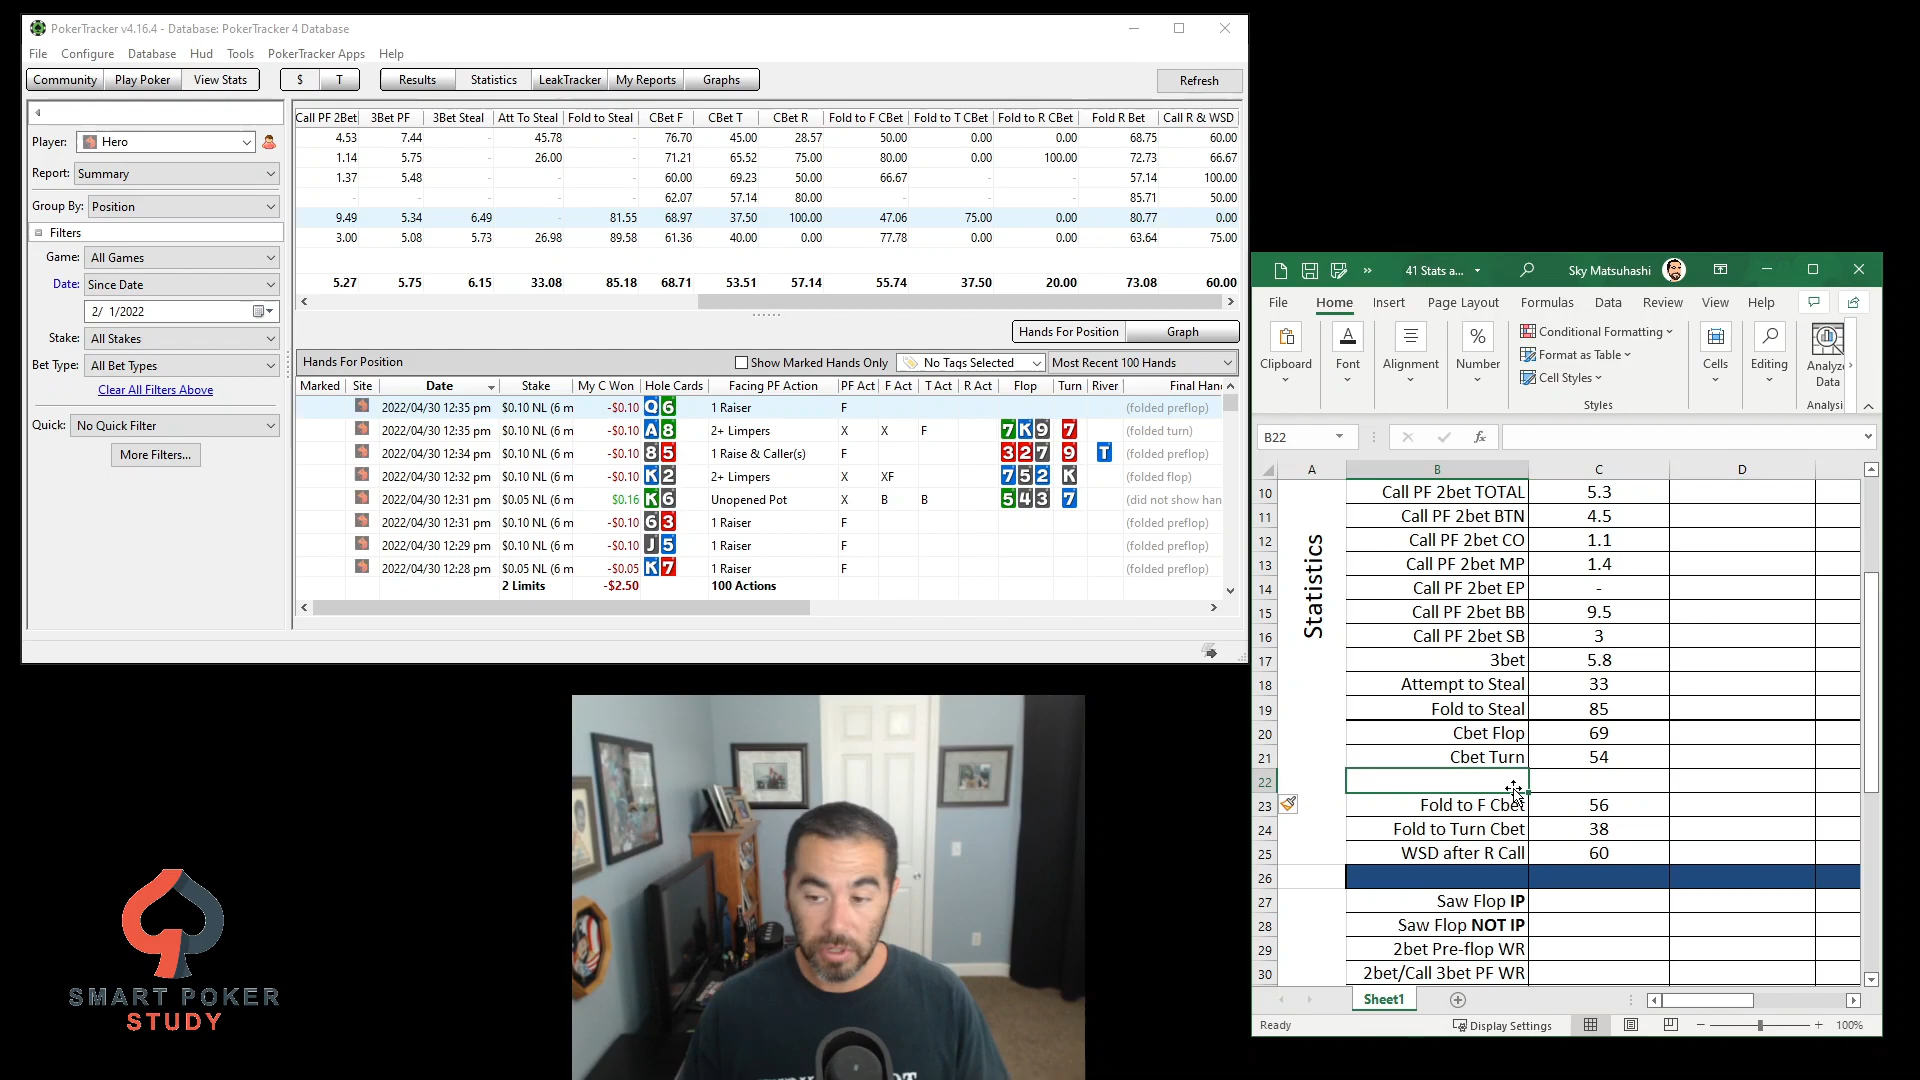 PokerTracker v4.16.4 - Database: PokerTracker 4 Database
File Configure Database Hud Tools PokerTracker Apps Help
Community Play Poker View Stats $ T Results Statistics LeakTracker My Reports Graphs Refresh
Player: Hero
Report: Summary
Group By: Position
Filters
Game: All Games
Date: Since Date
2/ 1/2022
Stake: All Stakes
Bet Type: All Bet Types
Clear All Filters Above
Quick: No Quick Filter
More Filters...
Call PF 2Bet 3Bet PF 3Bet Steal Att To Steal Fold to Steal CBet F CBet T CBet R Fold to F CBet Fold to T CBet Fold to R CBet Fold R Bet Call R & WSD
4.53 7.44 - 45.78 - 76.70 45.00 28.57 50.00 0.00 0.00 68.75 60.00
1.14 5.75 - 26.00 - 71.21 65.52 75.00 80.00 0.00 100.00 72.73 66.67
1.37 5.48 - - - 60.00 69.23 50.00 66.67 - - 57.14 100.00
- - - - - 62.07 57.14 80.00 - - - 85.71 50.00
9.49 5.34 6.49 - 81.55 68.97 37.50 100.00 47.06 75.00 0.00 80.77 0.00
3.00 5.08 5.73 26.98 89.58 61.36 40.00 0.00 77.78 0.00 0.00 63.64 75.00
5.27 5.75 6.15 33.08 85.18 68.71 53.51 57.14 55.74 37.50 20.00 73.08 60.00
Hands For Position Graph
Hands For Position Show Marked Hands Only No Tags Selected Most Recent 100 Hands
Marked Site Date Stake My C Won Hole Cards Facing PF Action PF Act F Act T Act R Act Flop Turn River Final Han
2022/04/30 12:35 pm $0.10 NL (6 m -$0.10 Q 6 1 Raiser F (folded preflop)
2022/04/30 12:35 pm $0.10 NL (6 m -$0.10 A 8 2+ Limpers X X F 7 K 9 7 (folded turn)
2022/04/30 12:34 pm $0.10 NL (6 m -$0.10 8 5 1 Raise & Caller(s) F 3 2 7 9 T (folded preflop)
2022/04/30 12:32 pm $0.10 NL (6 m -$0.10 K 2 2+ Limpers X XF 7 5 2 K (folded flop)
2022/04/30 12:31 pm $0.05 NL (6 m $0.16 K 6 Unopened Pot X B B 5 4 3 7 (did not show han
2022/04/30 12:31 pm $0.10 NL (6 m -$0.10 6 3 1 Raiser F (folded preflop)
2022/04/30 12:29 pm $0.10 NL (6 m -$0.10 J 5 1 Raiser F (folded preflop)
2022/04/30 12:28 pm $0.05 NL (6 m -$0.05 K 7 1 Raiser F (folded preflop)
2 Limits -$2.50 100 Actions
SMART POKER
STUDY
41 Stats a... Sky Matsuhashi
File Home Insert Page Layout Formulas Data Review View Help
Clipboard Font Alignment Number Conditional Formatting Format as Table Cell Styles Styles Cells Editing Analyze Data Analysi
B22 fx
A B C D
Statistics
10 Call PF 2bet TOTAL 5.3
11 Call PF 2bet BTN 4.5
12 Call PF 2bet CO 1.1
13 Call PF 2bet MP 1.4
14 Call PF 2bet EP -
15 Call PF 2bet BB 9.5
16 Call PF 2bet SB 3
17 3bet 5.8
18 Attempt to Steal 33
19 Fold to Steal 85
20 Cbet Flop 69
21 Cbet Turn 54
22
23 Fold to F Cbet 56
24 Fold to Turn Cbet 38
25 WSD after R Call 60
26
27 Saw Flop IP
28 Saw Flop NOT IP
29 2bet Pre-flop WR
30 2bet/Call 3bet PF WR
Sheet1
Ready Display Settings 100%